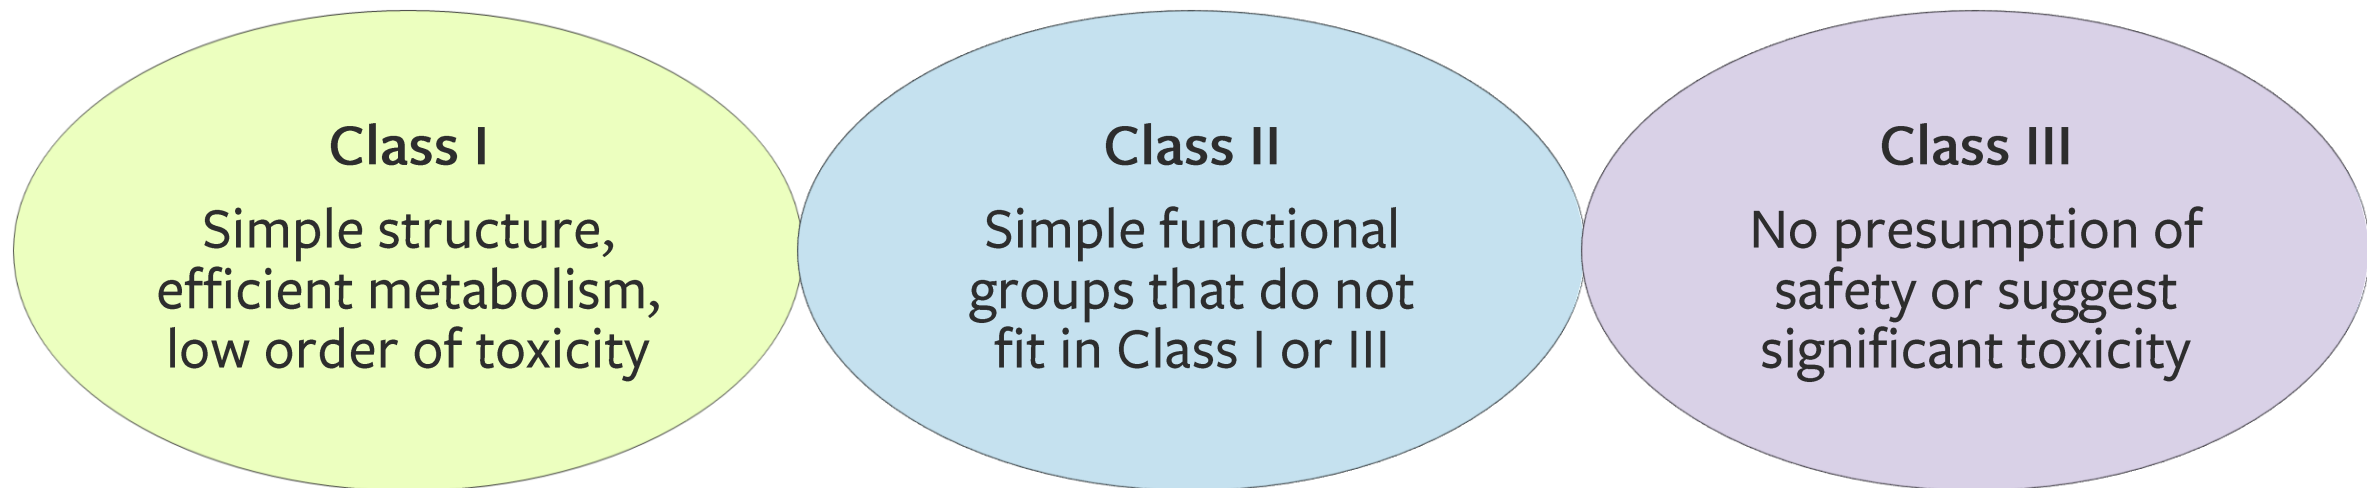 Class I
Simple structure,
efficient metabolism,
low order of toxicity
Class II
Simple functional
groups that do not
fit in Class I or III
Class III
No presumption of
safety or suggest
significant toxicity